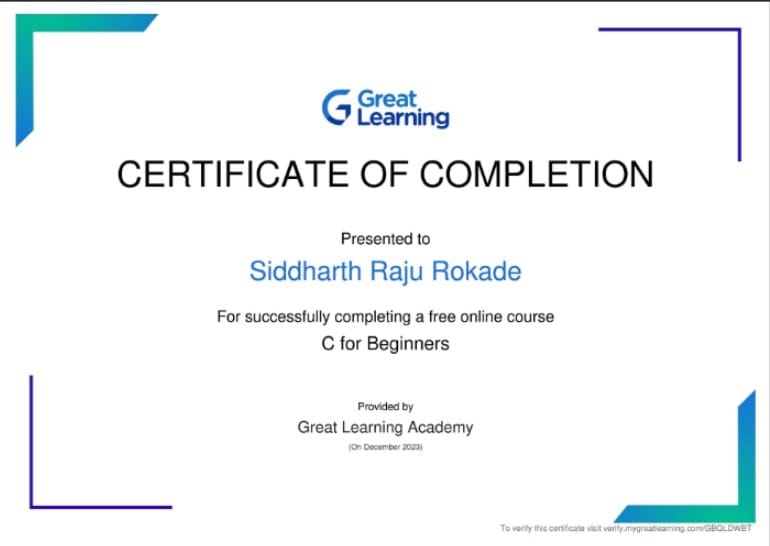 Great
Learning
CERTIFICATE OF COMPLETION
Presented to
Siddharth Raju Rokade
For successfully completing a free online course
C for Beginners
Provided by
Great Learning Academy
(On December 2023)
To verify this certificate visit verify.mygreatlearning.com/GBQLDWBT